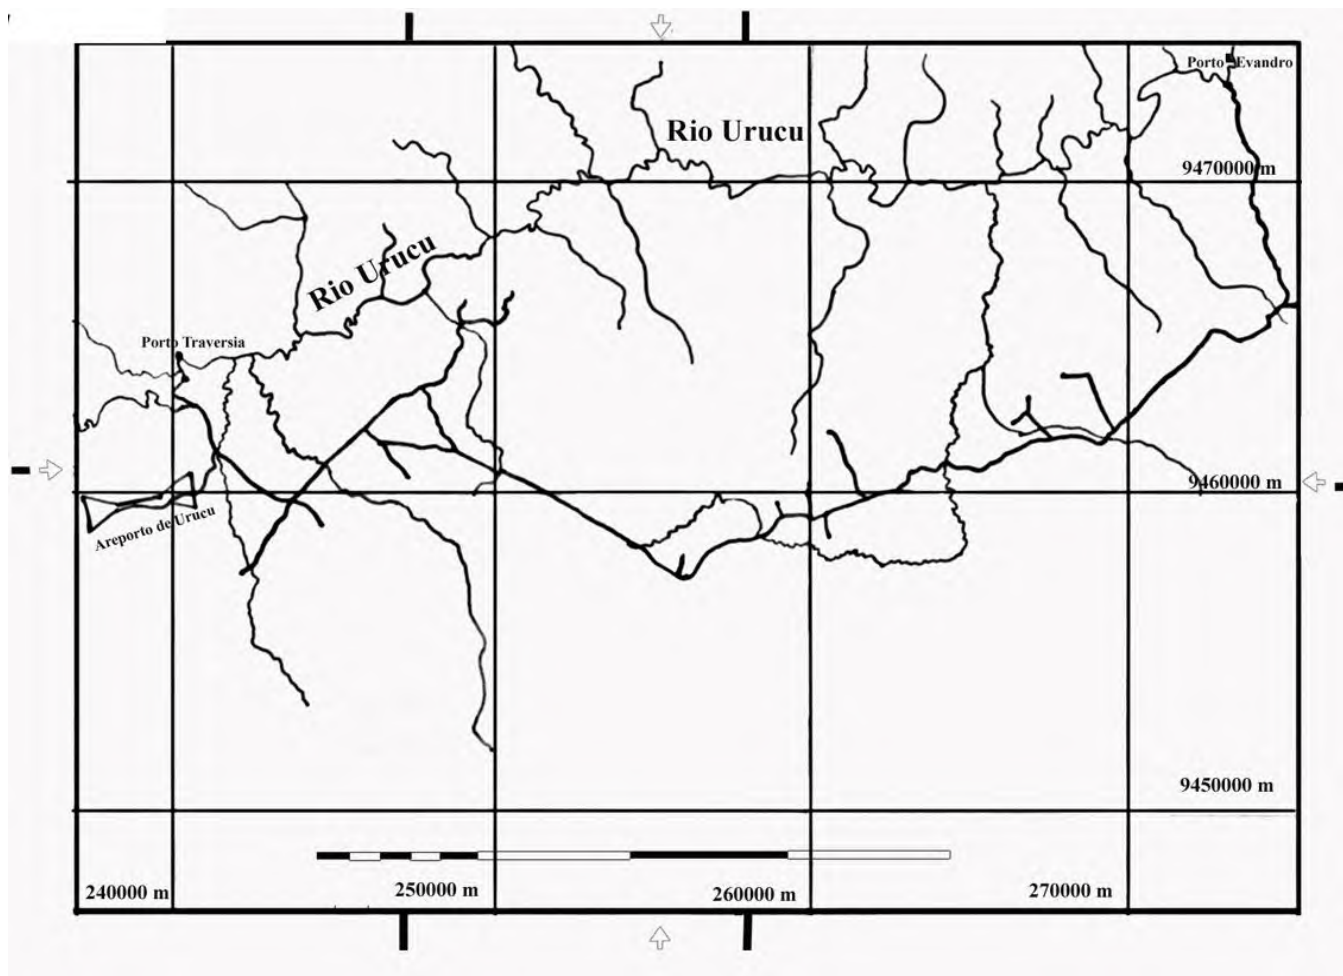 Porto Evandro
Rio Urucu
9470000 m
Rio Urucu
Porto Traversia
9460000 m
Areporto de Urucu
9450000 m
240000 m
250000 m
260000 m
270000 m